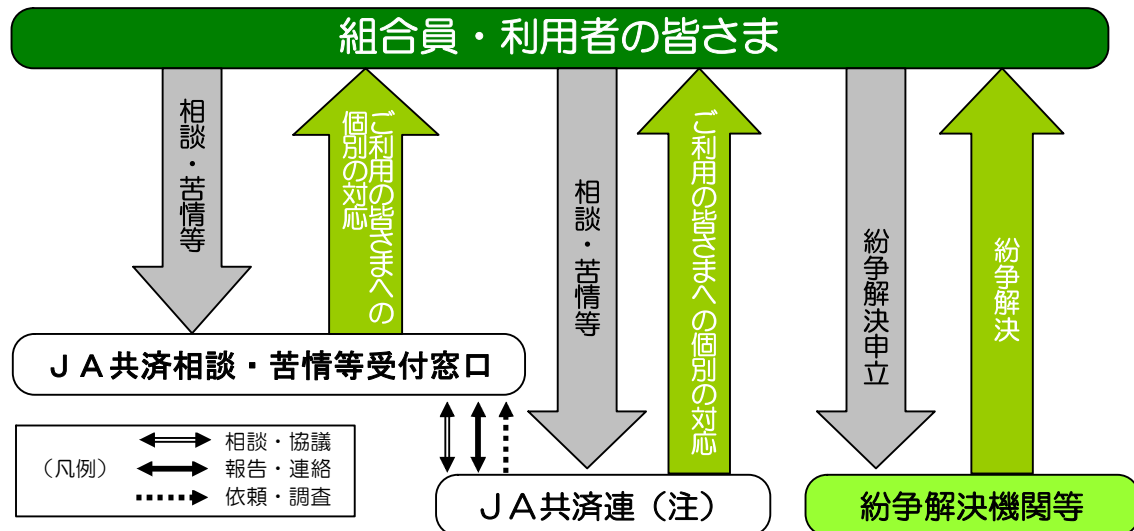 組合員・利用者の皆さま
相談・苦情等
ご利用の皆さまへの
個別の対応
相談・苦情等
ご利用の皆さまへの個別の対応
紛争解決申立
紛争解決
ＪＡ共済相談・苦情等受付窓口
（凡例）
相談・協議
報告・連絡
依頼・調査
ＪＡ共済連（注）
紛争解決機関等